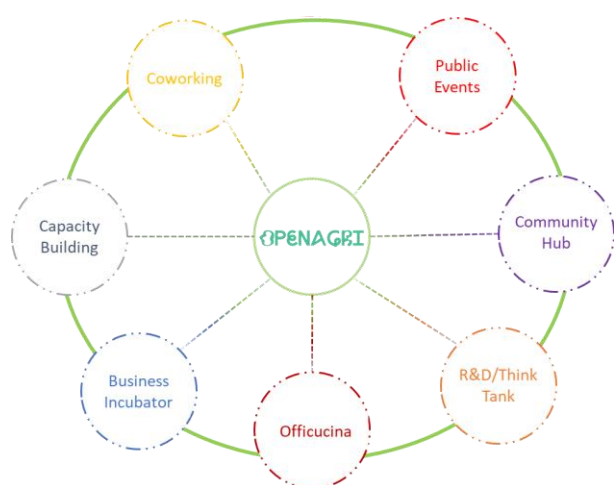 Coworking
Public
Events
Capacity
Building
OPENAGRI
Community
Hub
Business
Incubator
Officucina
R&D/Think
Tank